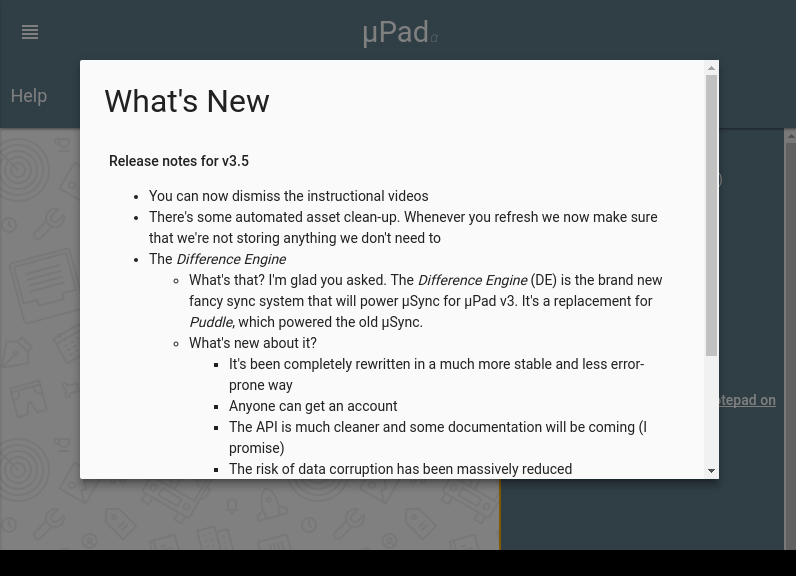 μPadα
Help
What's New
Release notes for v3.5
You can now dismiss the instructional videos
There's some automated asset clean-up. Whenever you refresh we now make sure
that we're not storing anything we don't need to
The Difference Engine
What's that? I'm glad you asked. The Difference Engine (DE) is the brand new
fancy sync system that will power μSync for μPad v3. It's a replacement for
Puddle, which powered the old μSync.
What's new about it?
It's been completely rewritten in a much more stable and less error-
prone way
Anyone can get an account
The API is much cleaner and some documentation will be coming (I
promise)
otepad on
The risk of data corruption has been massively reduced